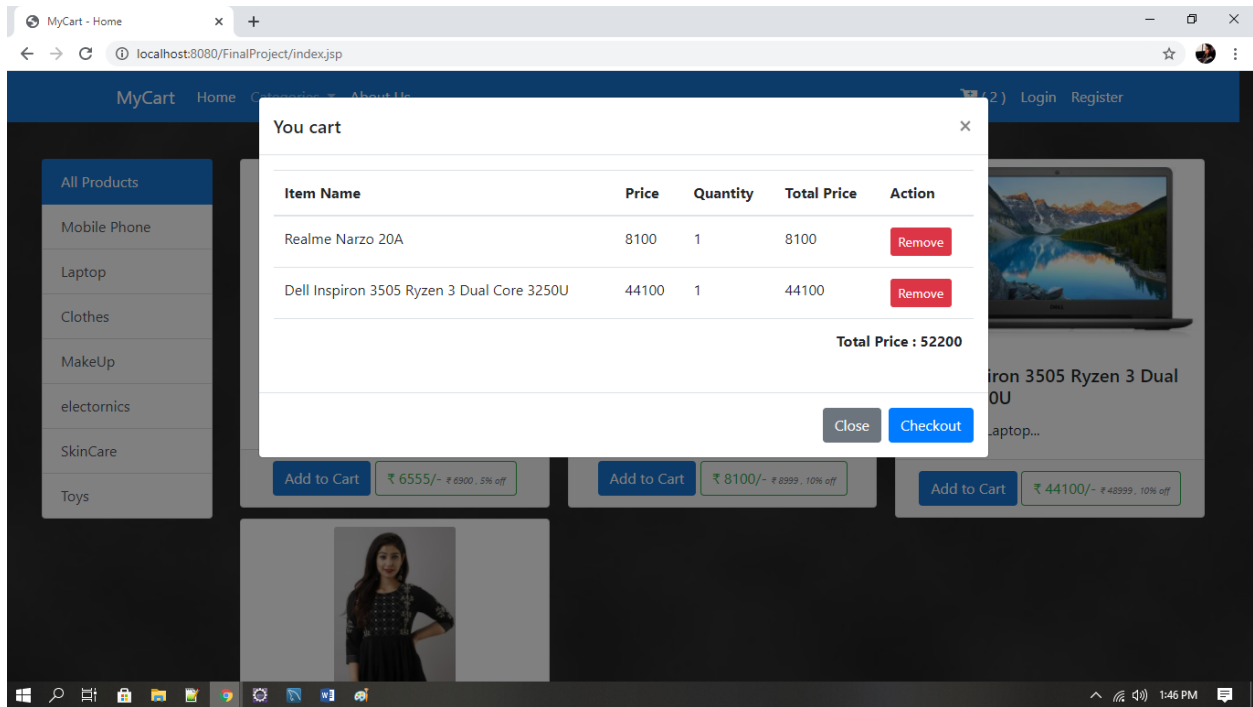 MyCart - Home
localhost:8080/FinalProject/index.jsp
MyCart Home Categories About Us ( 2 ) Login Register
You cart ×
Item Name Price Quantity Total Price Action
Realme Narzo 20A 8100 1 8100 Remove
Dell Inspiron 3505 Ryzen 3 Dual Core 3250U 44100 1 44100 Remove
Total Price : 52200
Close Checkout
All Products
Mobile Phone
Laptop
Clothes
MakeUp
electornics
SkinCare
Toys
DELL
iron 3505 Ryzen 3 Dual
0U
Laptop...
Add to Cart ₹ 6555/- ₹ 6900 , 5% off
Add to Cart ₹ 8100/- ₹ 8999 , 10% off
Add to Cart ₹ 44100/- ₹ 48999 , 10% off
1:46 PM